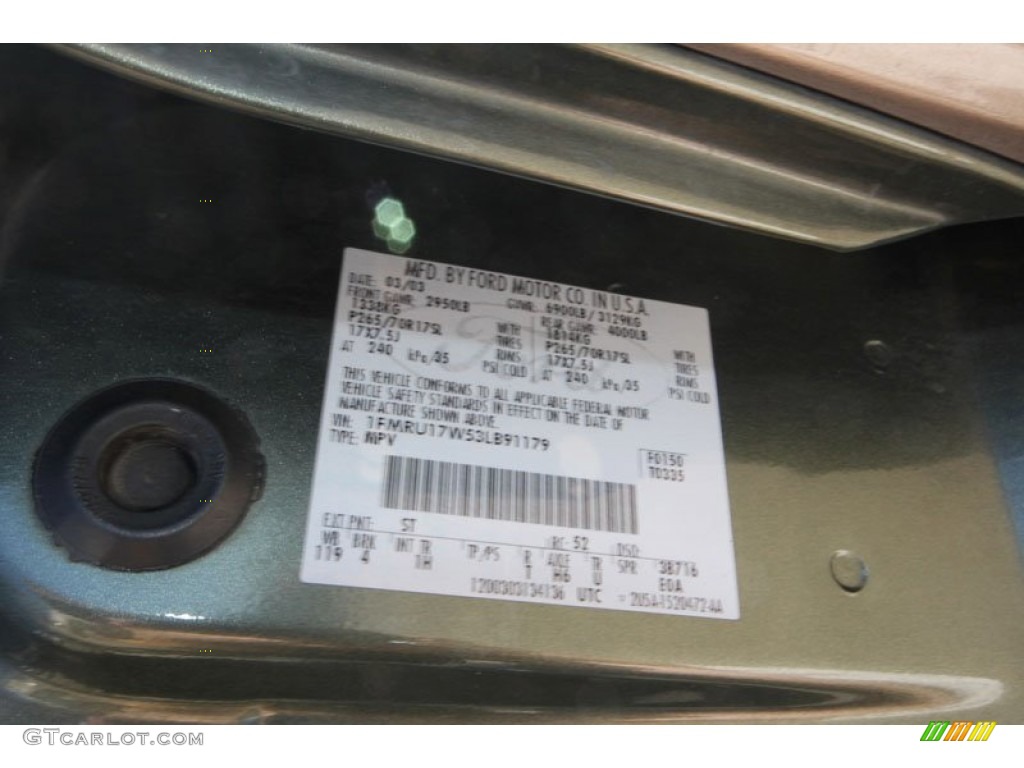 MFD. BY FORD MOTOR CO. IN U.S.A.
DATE: 03/03 GVWR: 6900LB/3129KG
FRONT GAWR: 2950LB REAR GAWR: 4000LB
1338KG WITH 1814KG WITH
P265/70R17SL TIRES P265/70R17SL TIRES
17X7.5J RIMS 17X7.5J RIMS
AT 240 kPa/35 PSI COLD AT 240 kPa/35 PSI COLD
THIS VEHICLE CONFORMS TO ALL APPLICABLE FEDERAL MOTOR
VEHICLE SAFETY STANDARDS IN EFFECT ON THE DATE OF
MANUFACTURE SHOWN ABOVE.
VIN: 1FMRU17W53LB91179
TYPE: MPV
F0150
T0335
EXT PNT: ST RC: 52 DSO:
WB BRK INT TR TP/PS R AXLE TR SPR 38716
119 4 1H T H6 U E0A
1200303134136 UTC 2U5A-1520472-AA
GTCarlot.com